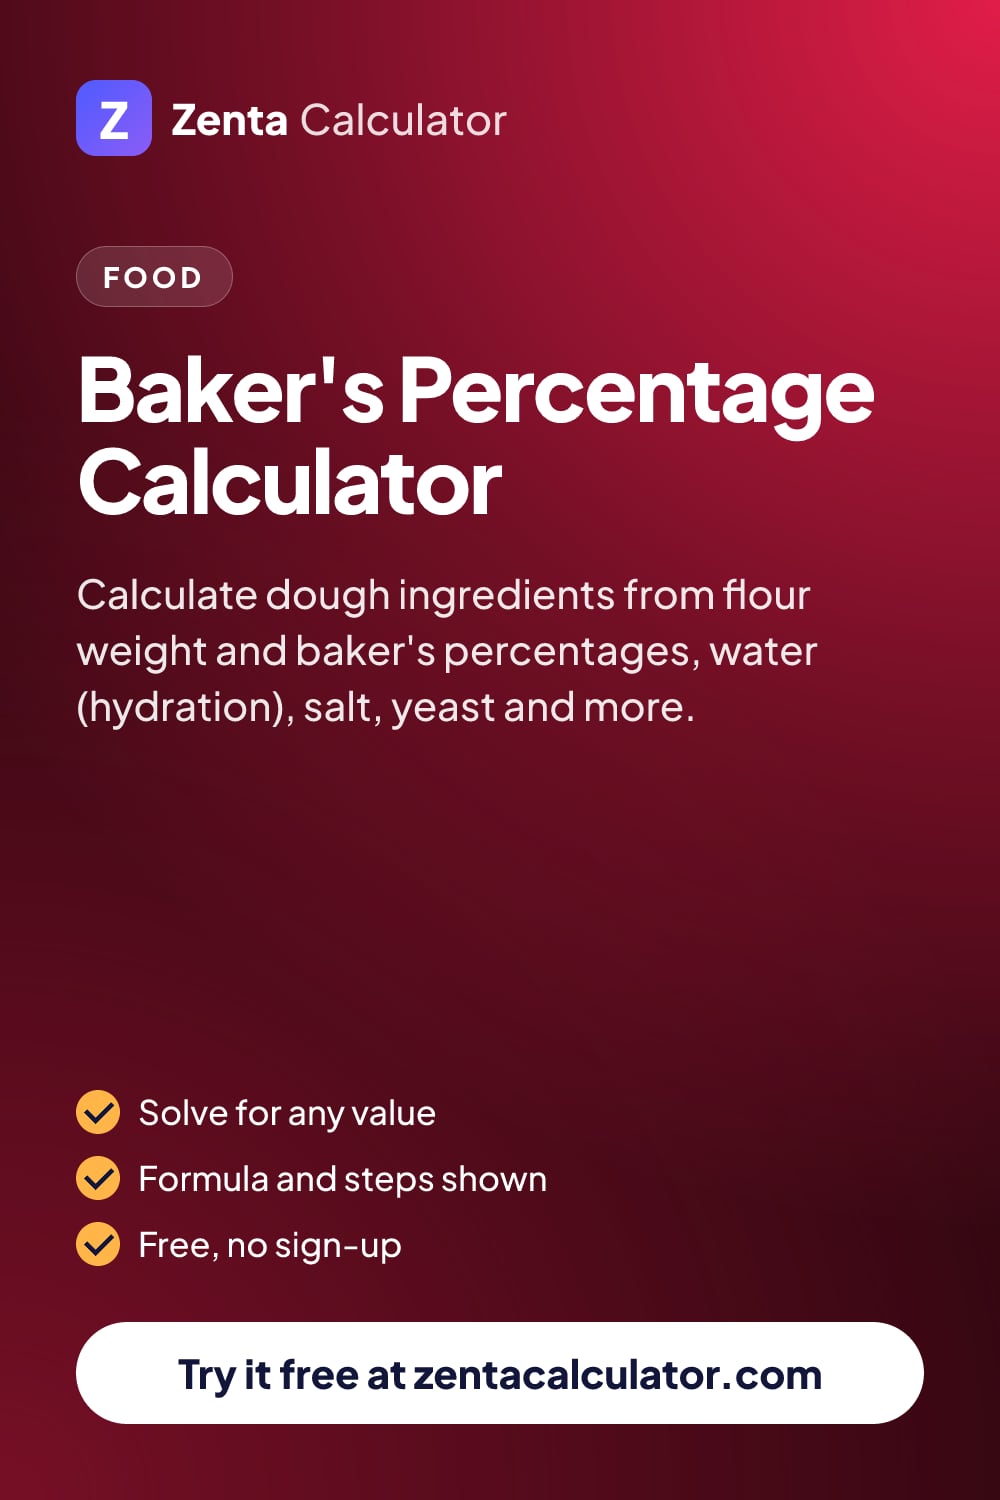 Z Zenta Calculator
FOOD
Baker's Percentage
Calculator
Calculate dough ingredients from flour
weight and baker's percentages, water
(hydration), salt, yeast and more.
Solve for any value
Formula and steps shown
Free, no sign-up
Try it free at zentacalculator.com